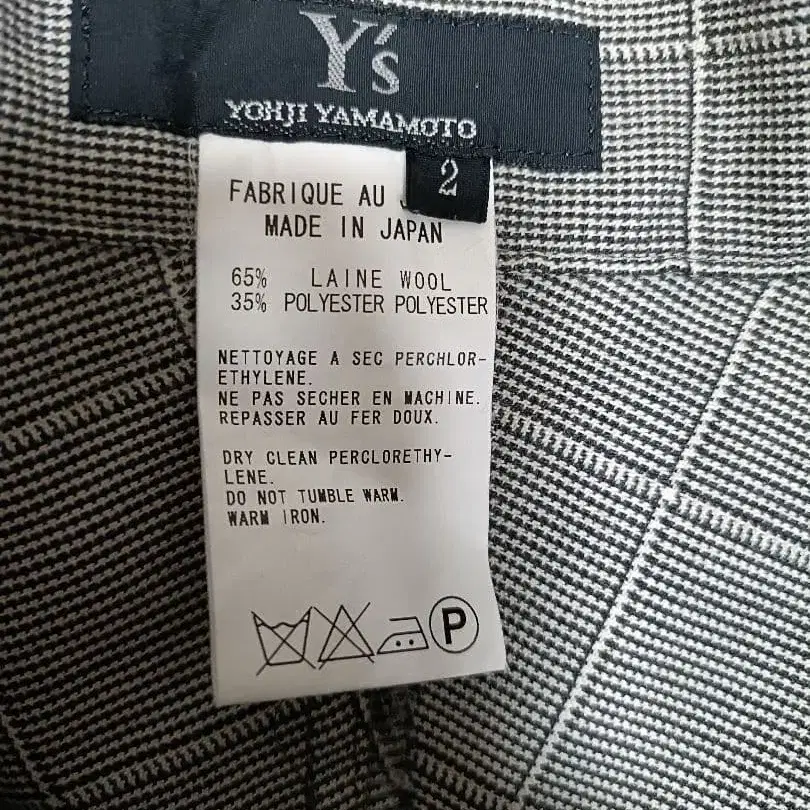 Y's
YOHJI YAMAMOTO
2
FABRIQUE AU
MADE IN JAPAN
65% LAINE WOOL
35% POLYESTER POLYESTER
NETTOYAGE A SEC PERCHLOR-
ETHYLENE.
NE PAS SECHER EN MACHINE.
REPASSER AU FER DOUX.
DRY CLEAN PERCLORETHY-
LENE.
DO NOT TUMBLE WARM.
WARM IRON.
P